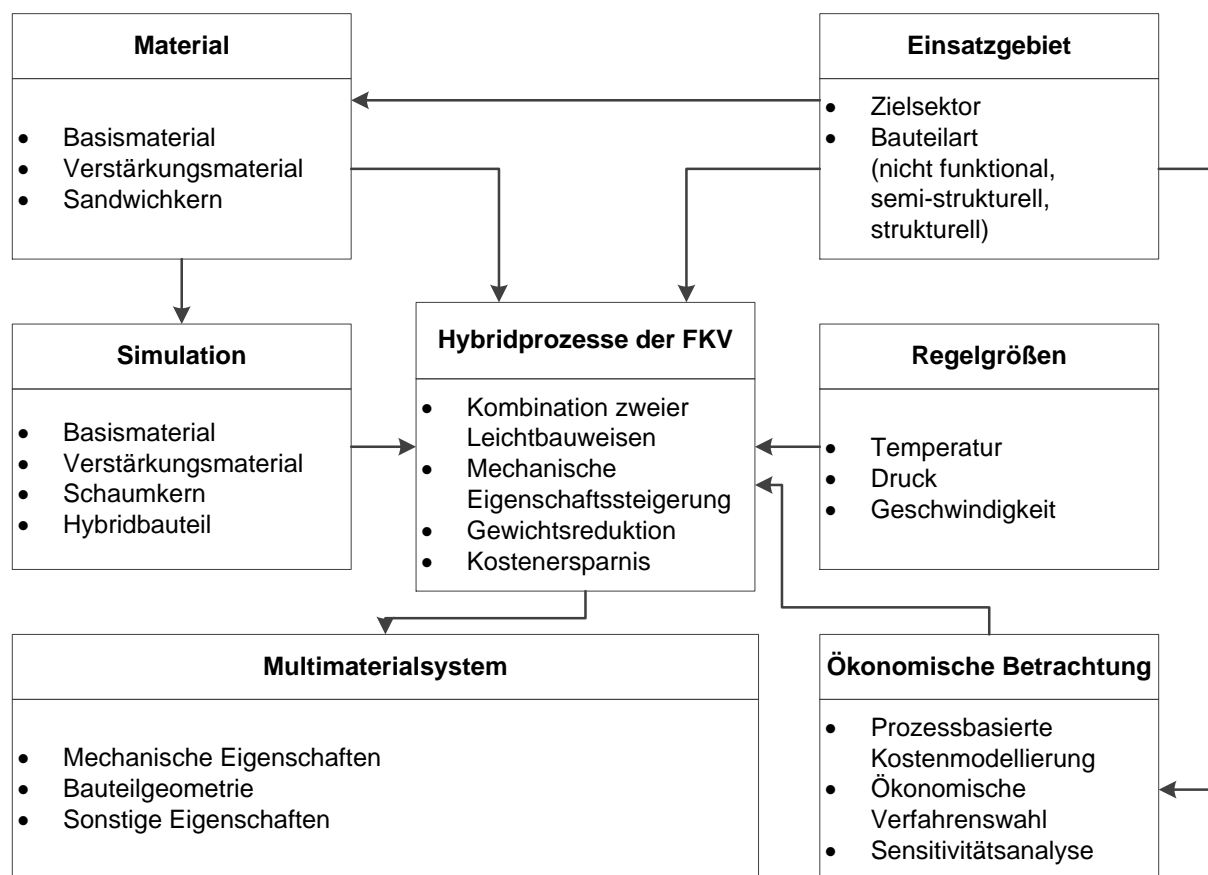 Material
• Basismaterial
• Verstärkungsmaterial
• Sandwichkern
Einsatzgebiet
• Zielsektor
• Bauteilart
(nicht funktional,
semi-strukturell,
strukturell)
Simulation
• Basismaterial
• Verstärkungsmaterial
• Schaumkern
• Hybridbauteil
Hybridprozesse der FKV
• Kombination zweier
Leichtbauweisen
• Mechanische
Eigenschaftssteigerung
• Gewichtsreduktion
• Kostenersparnis
Regelgrößen
• Temperatur
• Druck
• Geschwindigkeit
Multimaterialsystem
• Mechanische Eigenschaften
• Bauteilgeometrie
• Sonstige Eigenschaften
Ökonomische Betrachtung
• Prozessbasierte
Kostenmodellierung
• Ökonomische
Verfahrenswahl
• Sensitivitätsanalyse